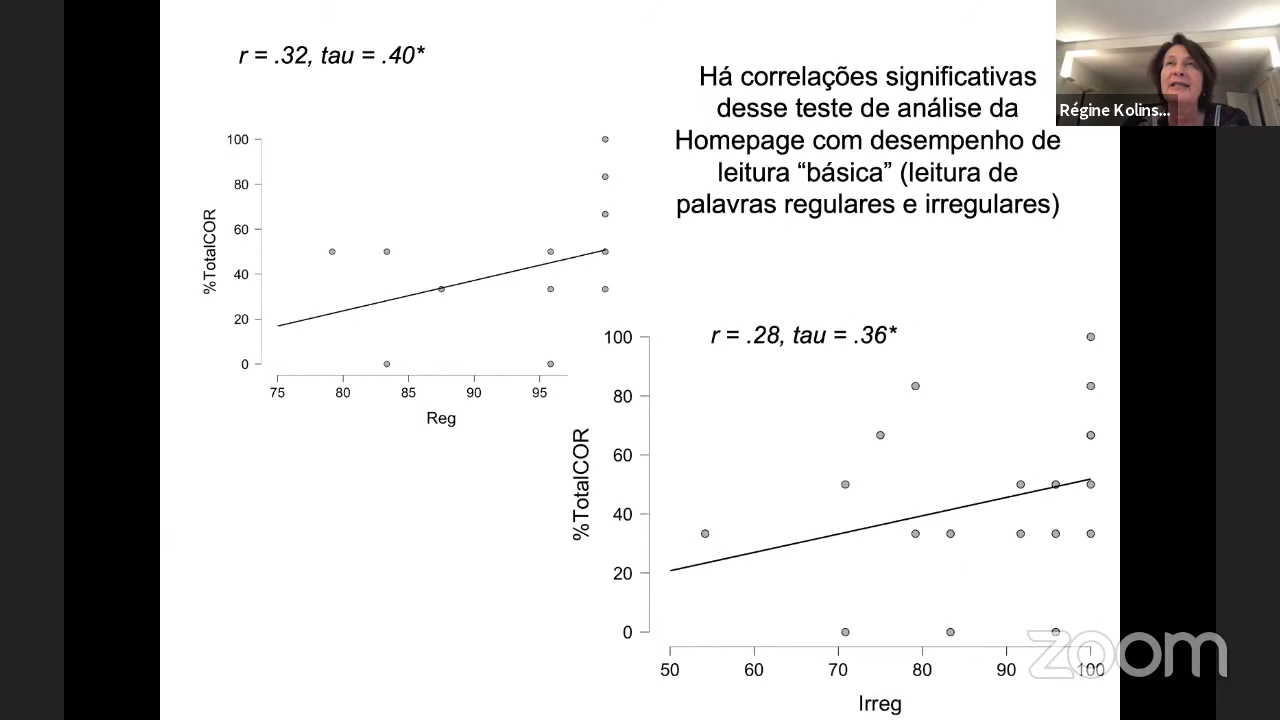 r = .32, tau = .40*
Há correlações significativas
desse teste de análise da
Homepage com desempenho de
leitura “básica” (leitura de
palavras regulares e irregulares)
Régine Kolins...
100
80
60
40
20
0
%TotalCOR
75 80 85 90 95
Reg
r = .28, tau = .36*
100
80
60
40
20
0
%TotalCOR
50 60 70 80 90 100
Irreg
zoom